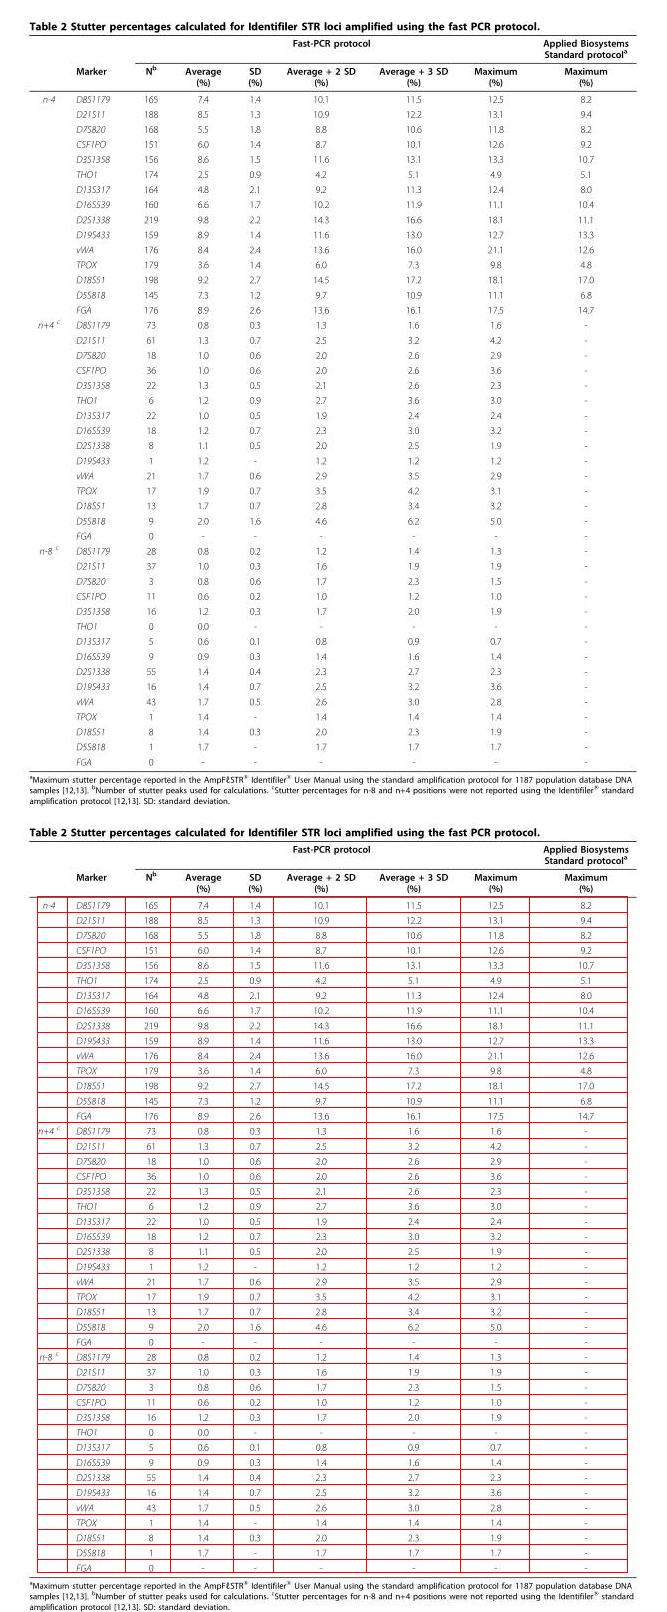 Table 2 Stutter percentages calculated for Identifiler STR loci amplified using the fast PCR protocol.
Fast-PCR protocol Applied Biosystems
Standard protocolᵃ
Marker Nᵇ Average SD Average + 2 SD Average + 3 SD Maximum Maximum
(%) (%) (%) (%) (%) (%)
n-4 D8S1179 165 7.4 1.4 10.1 11.5 12.5 8.2
D21S11 188 8.5 1.3 10.9 12.2 13.1 9.4
D7S820 168 5.5 1.8 8.8 10.6 11.8 8.2
CSF1PO 151 6.0 1.4 8.7 10.1 12.6 9.2
D3S1358 156 8.6 1.5 11.6 13.1 13.3 10.7
THO1 174 2.5 0.9 4.2 5.1 4.9 5.1
D13S317 164 4.8 2.1 9.2 11.3 12.4 8.0
D16S539 160 6.6 1.7 10.2 11.9 11.1 10.4
D2S1338 219 9.8 2.2 14.3 16.6 18.1 11.1
D19S433 159 8.9 1.4 11.6 13.0 12.7 13.3
vWA 176 8.4 2.4 13.6 16.0 21.1 12.6
TPOX 179 3.6 1.4 6.0 7.3 9.8 4.8
D18S51 198 9.2 2.7 14.5 17.2 18.1 17.0
D5S818 145 7.3 1.2 9.7 10.9 11.1 6.8
FGA 176 8.9 2.6 13.6 16.1 17.5 14.7
n+4 ᶜ D8S1179 73 0.8 0.3 1.3 1.6 1.6 -
D21S11 61 1.3 0.7 2.5 3.2 4.2 -
D7S820 18 1.0 0.6 2.0 2.6 2.9 -
CSF1PO 36 1.0 0.6 2.0 2.6 3.6 -
D3S1358 22 1.3 0.5 2.1 2.6 2.3 -
THO1 6 1.2 0.9 2.7 3.6 3.0 -
D13S317 22 1.0 0.5 1.9 2.4 2.4 -
D16S539 18 1.2 0.7 2.3 3.0 3.2 -
D2S1338 8 1.1 0.5 2.0 2.5 1.9 -
D19S433 1 1.2 - 1.2 1.2 1.2 -
vWA 21 1.7 0.6 2.9 3.5 2.9 -
TPOX 17 1.9 0.7 3.5 4.2 3.1 -
D18S51 13 1.7 0.7 2.8 3.4 3.2 -
D5S818 9 2.0 1.6 4.6 6.2 5.0 -
FGA 0 - - - - - -
n-8 ᶜ D8S1179 28 0.8 0.2 1.2 1.4 1.3 -
D21S11 37 1.0 0.3 1.6 1.9 1.9 -
D7S820 3 0.8 0.6 1.7 2.3 1.5 -
CSF1PO 11 0.6 0.2 1.0 1.2 1.0 -
D3S1358 16 1.2 0.3 1.7 2.0 1.9 -
THO1 0 0.0 - - - - -
D13S317 5 0.6 0.1 0.8 0.9 0.7 -
D16S539 9 0.9 0.3 1.4 1.6 1.4 -
D2S1338 55 1.4 0.4 2.3 2.7 2.3 -
D19S433 16 1.4 0.7 2.5 3.2 3.6 -
vWA 43 1.7 0.5 2.6 3.0 2.8 -
TPOX 1 1.4 - 1.4 1.4 1.4 -
D18S51 8 1.4 0.3 2.0 2.3 1.9 -
D5S818 1 1.7 - 1.7 1.7 1.7 -
FGA 0 - - - - - -
ᵃMaximum stutter percentage reported in the AmpFℓSTR® Identifiler® User Manual using the standard amplification protocol for 1187 population database DNA
samples [12,13]. ᵇNumber of stutter peaks used for calculations. ᶜStutter percentages for n-8 and n+4 positions were not reported using the Identifiler® standard
amplification protocol [12,13]. SD: standard deviation.
Table 2 Stutter percentages calculated for Identifiler STR loci amplified using the fast PCR protocol.
Fast-PCR protocol Applied Biosystems
Standard protocolᵃ
Marker Nᵇ Average SD Average + 2 SD Average + 3 SD Maximum Maximum
(%) (%) (%) (%) (%) (%)
n-4 D8S1179 165 7.4 1.4 10.1 11.5 12.5 8.2
D21S11 188 8.5 1.3 10.9 12.2 13.1 9.4
D7S820 168 5.5 1.8 8.8 10.6 11.8 8.2
CSF1PO 151 6.0 1.4 8.7 10.1 12.6 9.2
D3S1358 156 8.6 1.5 11.6 13.1 13.3 10.7
THO1 174 2.5 0.9 4.2 5.1 4.9 5.1
D13S317 164 4.8 2.1 9.2 11.3 12.4 8.0
D16S539 160 6.6 1.7 10.2 11.9 11.1 10.4
D2S1338 219 9.8 2.2 14.3 16.6 18.1 11.1
D19S433 159 8.9 1.4 11.6 13.0 12.7 13.3
vWA 176 8.4 2.4 13.6 16.0 21.1 12.6
TPOX 179 3.6 1.4 6.0 7.3 9.8 4.8
D18S51 198 9.2 2.7 14.5 17.2 18.1 17.0
D5S818 145 7.3 1.2 9.7 10.9 11.1 6.8
FGA 176 8.9 2.6 13.6 16.1 17.5 14.7
n+4 ᶜ D8S1179 73 0.8 0.3 1.3 1.6 1.6 -
D21S11 61 1.3 0.7 2.5 3.2 4.2 -
D7S820 18 1.0 0.6 2.0 2.6 2.9 -
CSF1PO 36 1.0 0.6 2.0 2.6 3.6 -
D3S1358 22 1.3 0.5 2.1 2.6 2.3 -
THO1 6 1.2 0.9 2.7 3.6 3.0 -
D13S317 22 1.0 0.5 1.9 2.4 2.4 -
D16S539 18 1.2 0.7 2.3 3.0 3.2 -
D2S1338 8 1.1 0.5 2.0 2.5 1.9 -
D19S433 1 1.2 - 1.2 1.2 1.2 -
vWA 21 1.7 0.6 2.9 3.5 2.9 -
TPOX 17 1.9 0.7 3.5 4.2 3.1 -
D18S51 13 1.7 0.7 2.8 3.4 3.2 -
D5S818 9 2.0 1.6 4.6 6.2 5.0 -
FGA 0 - - - - - -
n-8 ᶜ D8S1179 28 0.8 0.2 1.2 1.4 1.3 -
D21S11 37 1.0 0.3 1.6 1.9 1.9 -
D7S820 3 0.8 0.6 1.7 2.3 1.5 -
CSF1PO 11 0.6 0.2 1.0 1.2 1.0 -
D3S1358 16 1.2 0.3 1.7 2.0 1.9 -
THO1 0 0.0 - - - - -
D13S317 5 0.6 0.1 0.8 0.9 0.7 -
D16S539 9 0.9 0.3 1.4 1.6 1.4 -
D2S1338 55 1.4 0.4 2.3 2.7 2.3 -
D19S433 16 1.4 0.7 2.5 3.2 3.6 -
vWA 43 1.7 0.5 2.6 3.0 2.8 -
TPOX 1 1.4 - 1.4 1.4 1.4 -
D18S51 8 1.4 0.3 2.0 2.3 1.9 -
D5S818 1 1.7 - 1.7 1.7 1.7 -
FGA 0 - - - - - -
ᵃMaximum stutter percentage reported in the AmpFℓSTR® Identifiler® User Manual using the standard amplification protocol for 1187 population database DNA
samples [12,13]. ᵇNumber of stutter peaks used for calculations. ᶜStutter percentages for n-8 and n+4 positions were not reported using the Identifiler® standard
amplification protocol [12,13]. SD: standard deviation.